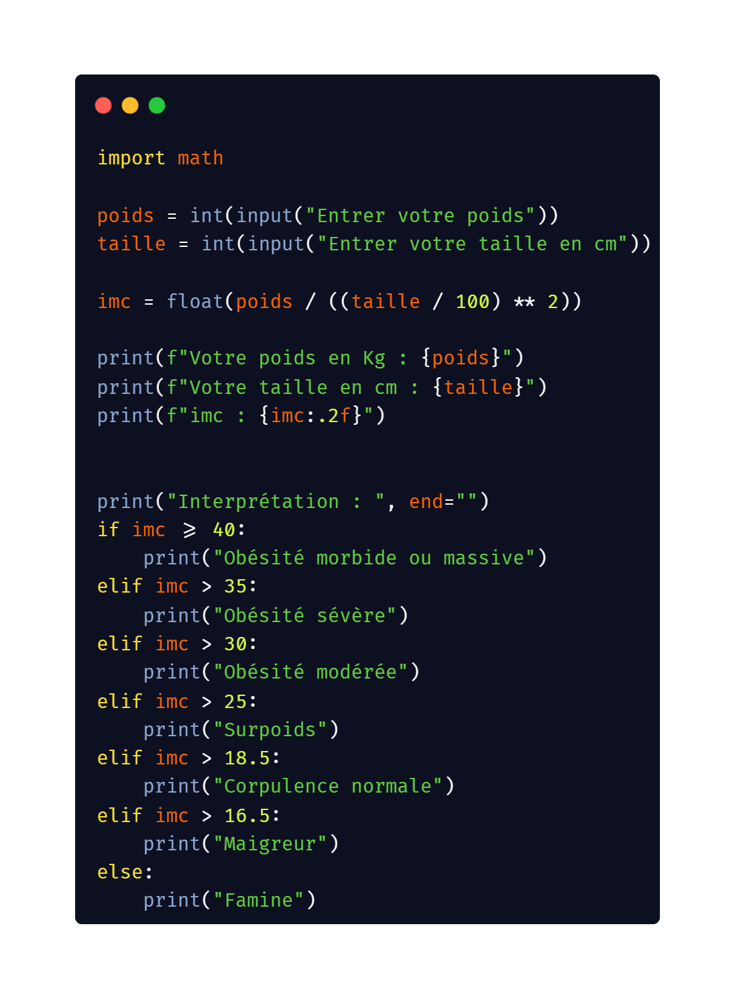 import math
poids = int(input("Entrer votre poids"))
taille = int(input("Entrer votre taille en cm"))
imc = float(poids / ((taille / 100) ** 2))
print(f"Votre poids en Kg : {poids}")
print(f"Votre taille en cm : {taille}")
print(f"imc : {imc:.2f}")
print("Interprétation : ", end="")
if imc >= 40:
    print("Obésité morbide ou massive")
elif imc > 35:
    print("Obésité sévère")
elif imc > 30:
    print("Obésité modérée")
elif imc > 25:
    print("Surpoids")
elif imc > 18.5:
    print("Corpulence normale")
elif imc > 16.5:
    print("Maigreur")
else:
    print("Famine")